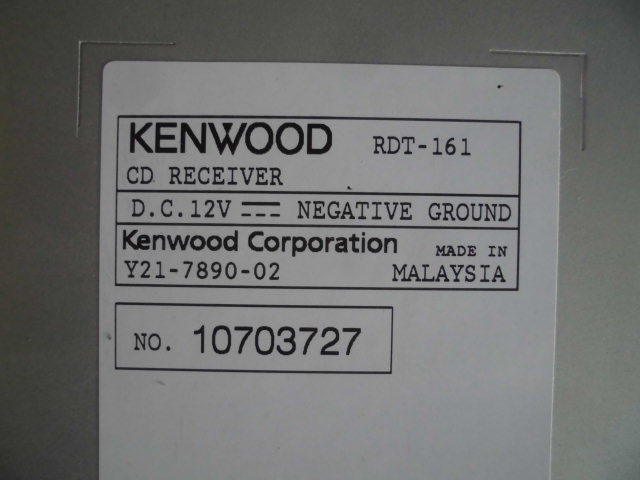 KENWOOD RDT-161
CD RECEIVER
D.C.12V NEGATIVE GROUND
Kenwood Corporation MADE IN
Y21-7890-02 MALAYSIA
NO. 10703727